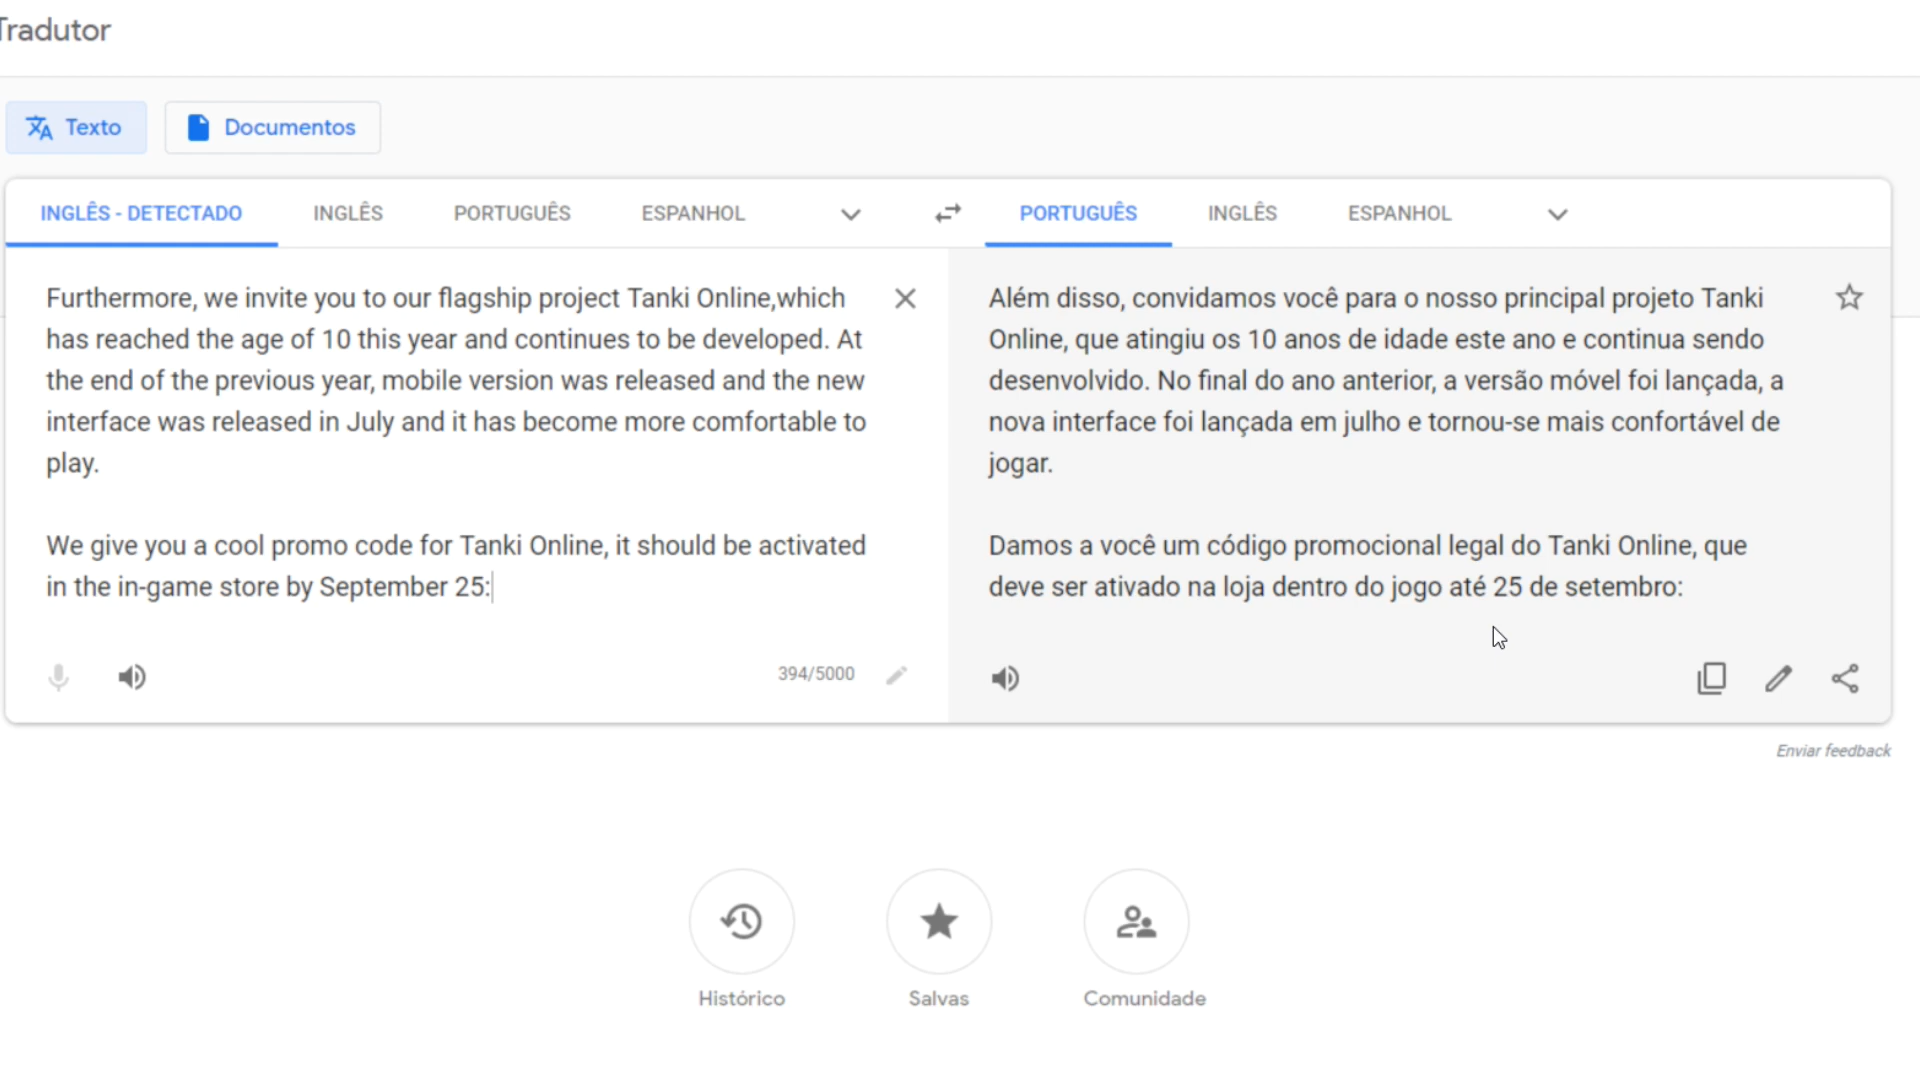 Tradutor
Texto
Documentos
INGLÊS - DETECTADO
INGLÊS
PORTUGUÊS
ESPANHOL
PORTUGUÊS
INGLÊS
ESPANHOL
Furthermore, we invite you to our flagship project Tanki Online,which
has reached the age of 10 this year and continues to be developed. At
the end of the previous year, mobile version was released and the new
interface was released in July and it has become more comfortable to
play.
We give you a cool promo code for Tanki Online, it should be activated
in the in-game store by September 25:
394/5000
Além disso, convidamos você para o nosso principal projeto Tanki
Online, que atingiu os 10 anos de idade este ano e continua sendo
desenvolvido. No final do ano anterior, a versão móvel foi lançada, a
nova interface foi lançada em julho e tornou-se mais confortável de
jogar.
Damos a você um código promocional legal do Tanki Online, que
deve ser ativado na loja dentro do jogo até 25 de setembro:
Enviar feedback
Histórico
Salvas
Comunidade